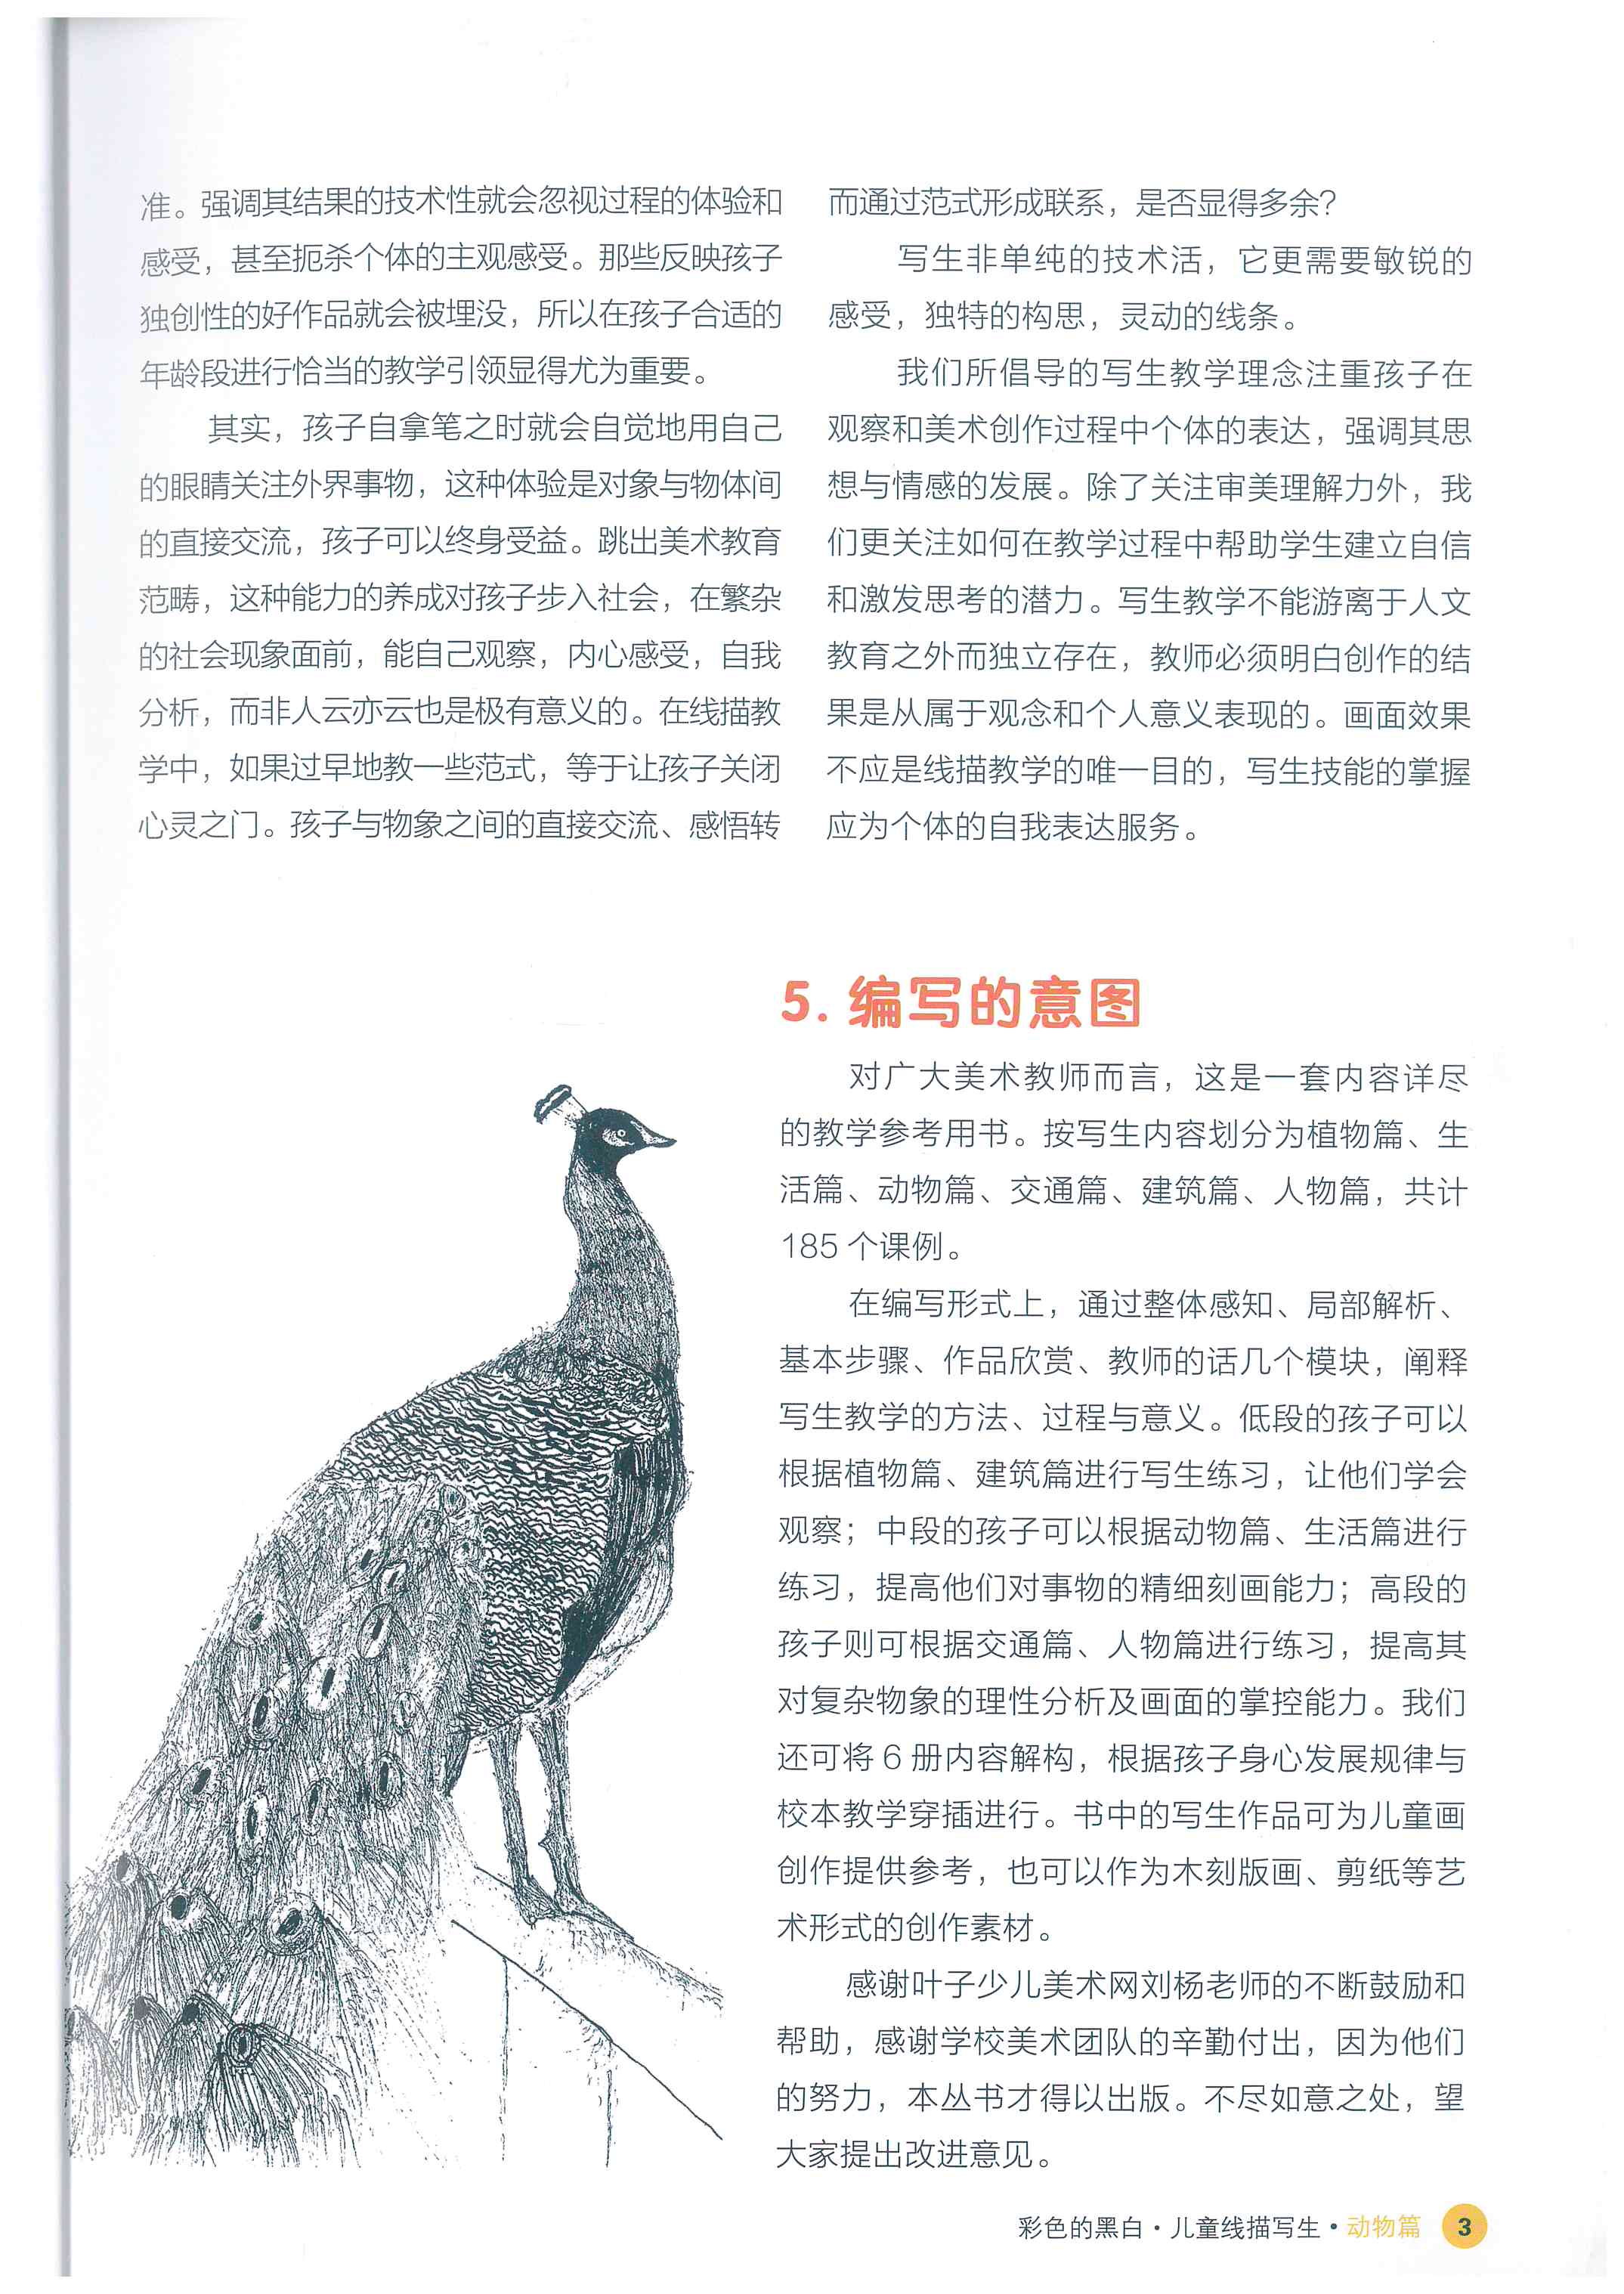 准。强调其结果的技术性就会忽视过程的体验和
感受，甚至扼杀个体的主观感受。那些反映孩子
独创性的好作品就会被埋没，所以在孩子合适的
年龄段进行恰当的教学引领显得尤为重要。
其实，孩子自拿笔之时就会自觉地用自己
的眼睛关注外界事物，这种体验是对象与物体间
的直接交流，孩子可以终身受益。跳出美术教育
范畴，这种能力的养成对孩子步入社会，在繁杂
的社会现象面前，能自己观察，内心感受，自我
分析，而非人云亦云也是极有意义的。在线描教
学中，如果过早地教一些范式，等于让孩子关闭
心灵之门。孩子与物象之间的直接交流、感悟转
而通过范式形成联系，是否显得多余？
写生非单纯的技术活，它更需要敏锐的
感受，独特的构思，灵动的线条。
我们所倡导的写生教学理念注重孩子在
观察和美术创作过程中个体的表达，强调其思
想与情感的发展。除了关注审美理解力外，我
们更关注如何在教学过程中帮助学生建立自信
和激发思考的潜力。写生教学不能游离于人文
教育之外而独立存在，教师必须明白创作的结
果是从属于观念和个人意义表现的。画面效果
不应是线描教学的唯一目的，写生技能的掌握
应为个体的自我表达服务。
5. 编写的意图
对广大美术教师而言，这是一套内容详尽
的教学参考用书。按写生内容划分为植物篇、生
活篇、动物篇、交通篇、建筑篇、人物篇，共计
185 个课例。
在编写形式上，通过整体感知、局部解析、
基本步骤、作品欣赏、教师的话几个模块，阐释
写生教学的方法、过程与意义。低段的孩子可以
根据植物篇、建筑篇进行写生练习，让他们学会
观察；中段的孩子可以根据动物篇、生活篇进行
练习，提高他们对事物的精细刻画能力；高段的
孩子则可根据交通篇、人物篇进行练习，提高其
对复杂物象的理性分析及画面的掌控能力。我们
还可将 6 册内容解构，根据孩子身心发展规律与
校本教学穿插进行。书中的写生作品可为儿童画
创作提供参考，也可以作为木刻版画、剪纸等艺
术形式的创作素材。
感谢叶子少儿美术网刘杨老师的不断鼓励和
帮助，感谢学校美术团队的辛勤付出，因为他们
的努力，本丛书才得以出版。不尽如意之处，望
大家提出改进意见。
彩色的黑白·儿童线描写生·动物篇 3